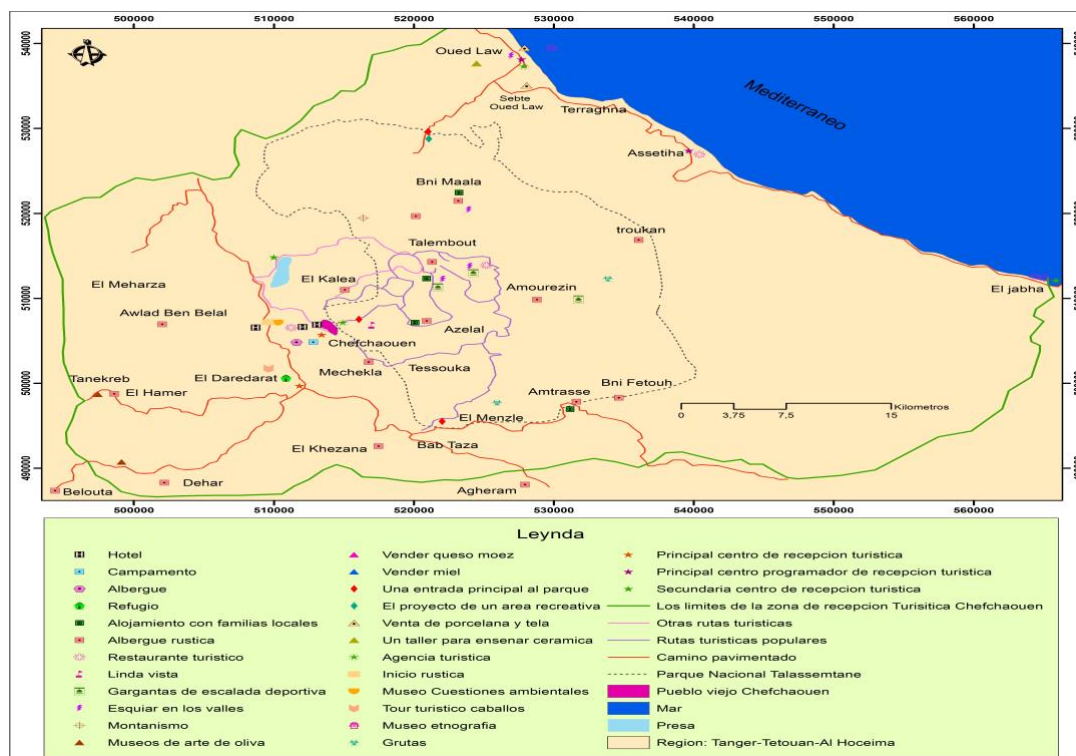 500000 510000 520000 530000 540000 550000 560000
540000
530000
520000
510000
500000
490000
Oued Law
Sebte
Oued Law
Terraghna
Mediterraneo
Assetiha
Bni Maala
troukan
Talembout
El Meharza
El Kalea
Amourezin
El jabha
Awlad Ben Belal
Azelal
Chefchaouen
Mechekla
Tessouka
Tanekreb
El Daredarat
El Hamer
Amtrasse
Bni Fetouh
El Menzle
0 3,75 7,5 15 Kilometros
El Khezana
Bab Taza
Belouta
Dehar
Agheram
500000 510000 520000 530000 540000 550000 560000
Leynda
Hotel
Campamento
Albergue
Refugio
Alojamiento con familias locales
Albergue rustica
Restaurante turistico
Linda vista
Gargantas de escalada deportiva
Esquiar en los valles
Montanismo
Museos de arte de oliva
Vender queso moez
Vender miel
Una entrada principal al parque
El proyecto de un area recreativa
Venta de porcelana y tela
Un taller para ensenar ceramica
Agencia turistica
Inicio rustica
Museo Cuestiones ambientales
Tour turistico caballos
Museo etnografia
Grutas
Principal centro de recepcion turistica
Principal centro programador de recepcion turistica
Secundaria centro de recepcion turistica
Los limites de la zona de recepcion Turisitica Chefchaouen
Otras rutas turisticas
Rutas turisticas populares
Camino pavimentado
Parque Nacional Talassemtane
Pueblo viejo Chefchaouen
Mar
Presa
Region: Tanger-Tetouan-Al Hoceima